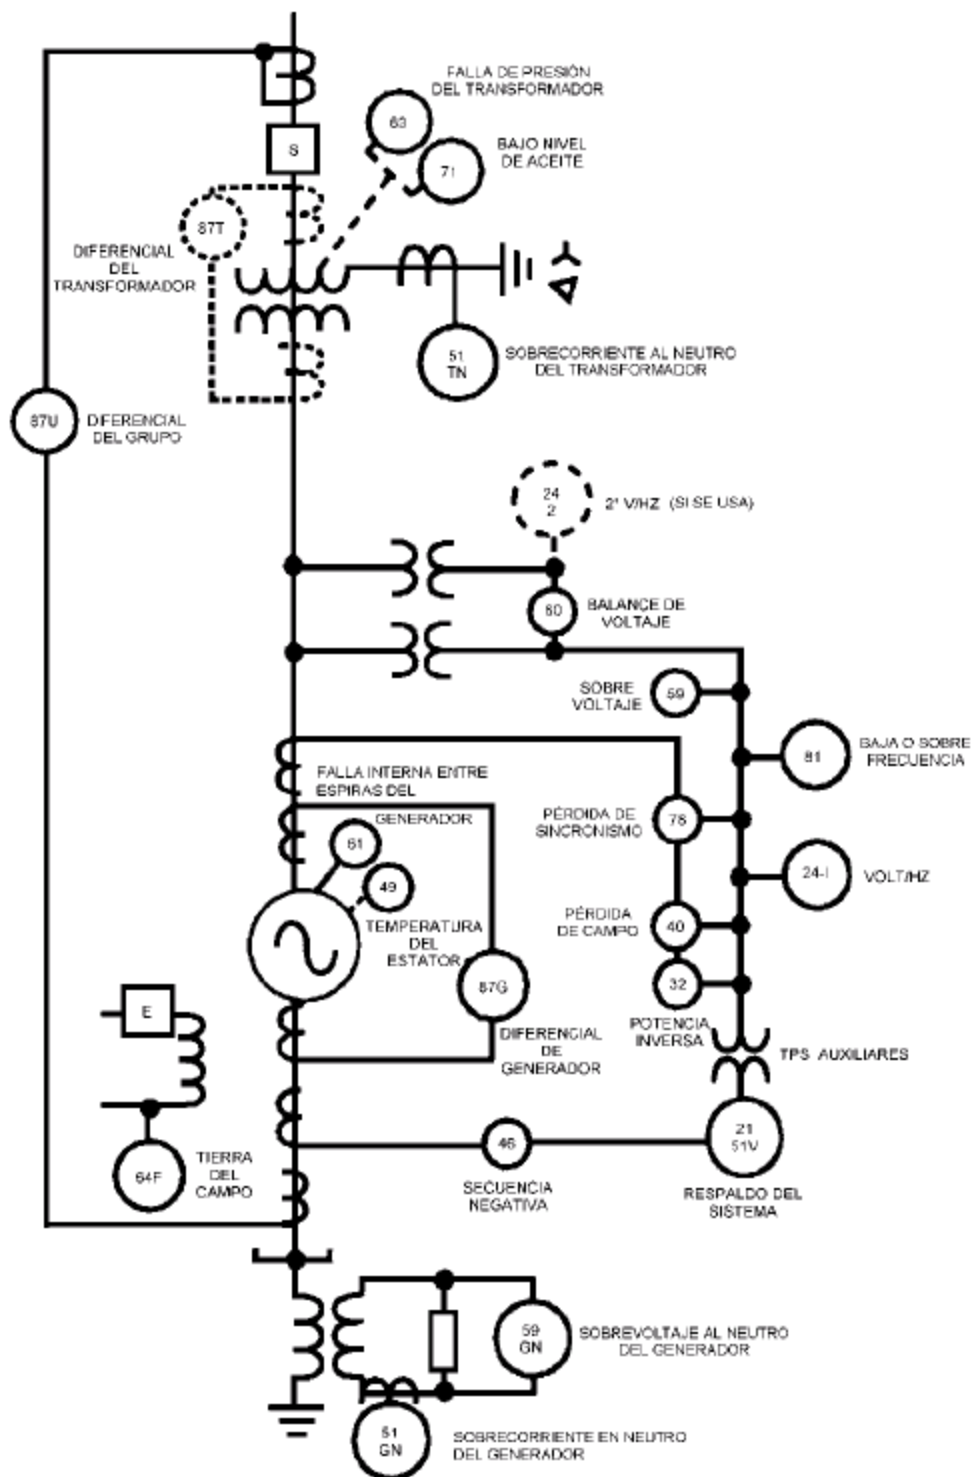 FALLA DE PRESIÓN
DEL TRANSFORMADOR
63
BAJO NIVEL
DE ACEITE
71
S
87T
DIFERENCIAL
DEL
TRANSFORMADOR
51
TN
SOBRECORRIENTE AL NEUTRO
DEL TRANSFORMADOR
87U
DIFERENCIAL
DEL GRUPO
24
2
2° V/HZ (SI SE USA)
60
BALANCE DE
VOLTAJE
SOBRE
VOLTAJE
59
81
BAJA O SOBRE
FRECUENCIA
FALLA INTERNA ENTRE
ESPIRAS DEL
GENERADOR
61
49
TEMPERATURA
DEL
ESTATOR
PÉRDIDA DE
SINCRONISMO
78
24-I
VOLT/HZ
PÉRDIDA
DE CAMPO
40
32
POTENCIA
INVERSA
87G
DIFERENCIAL
DE
GENERADOR
E
TPS AUXILIARES
64F
TIERRA
DEL
CAMPO
46
SECUENCIA
NEGATIVA
21
51V
RESPALDO DEL
SISTEMA
59
GN
SOBREVOLTAJE AL NEUTRO
DEL GENERADOR
51
GN
SOBRECORRIENTE EN NEUTRO
DEL GENERADOR